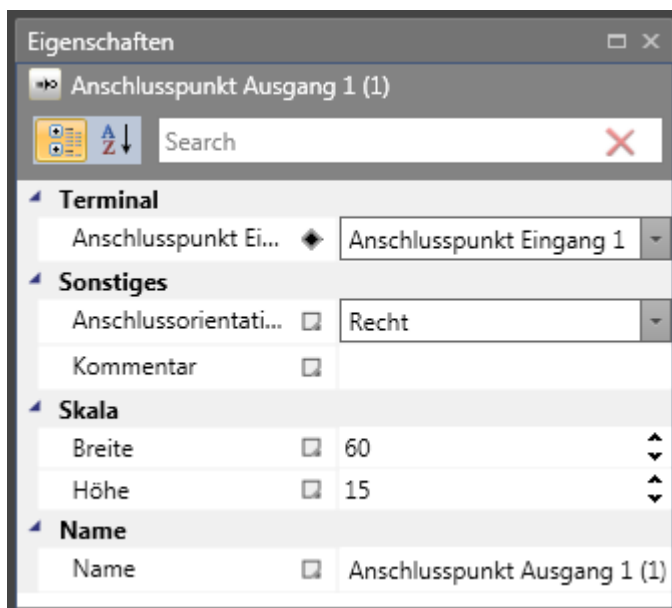 Eigenschaften
Anschlusspunkt Ausgang 1 (1)
A Z Search
Terminal
Anschlusspunkt Ei... Anschlusspunkt Eingang 1
Sonstiges
Anschlussorientati... Recht
Kommentar
Skala
Breite 60
Höhe 15
Name
Name Anschlusspunkt Ausgang 1 (1)